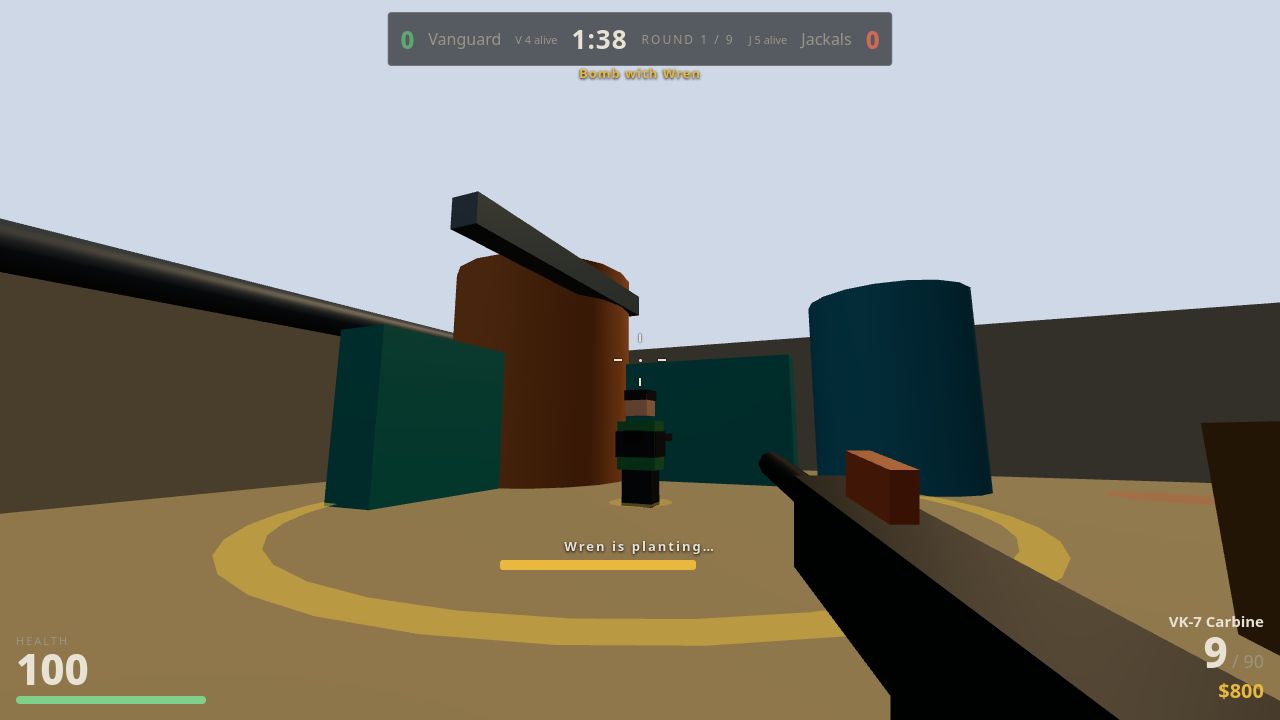 0 Vanguard V 4 alive 1:38 ROUND 1 / 9 J 5 alive Jackals 0
Bomb with Wren
Wren is planting…
HEALTH
100
VK-7 Carbine
9 / 90
$800